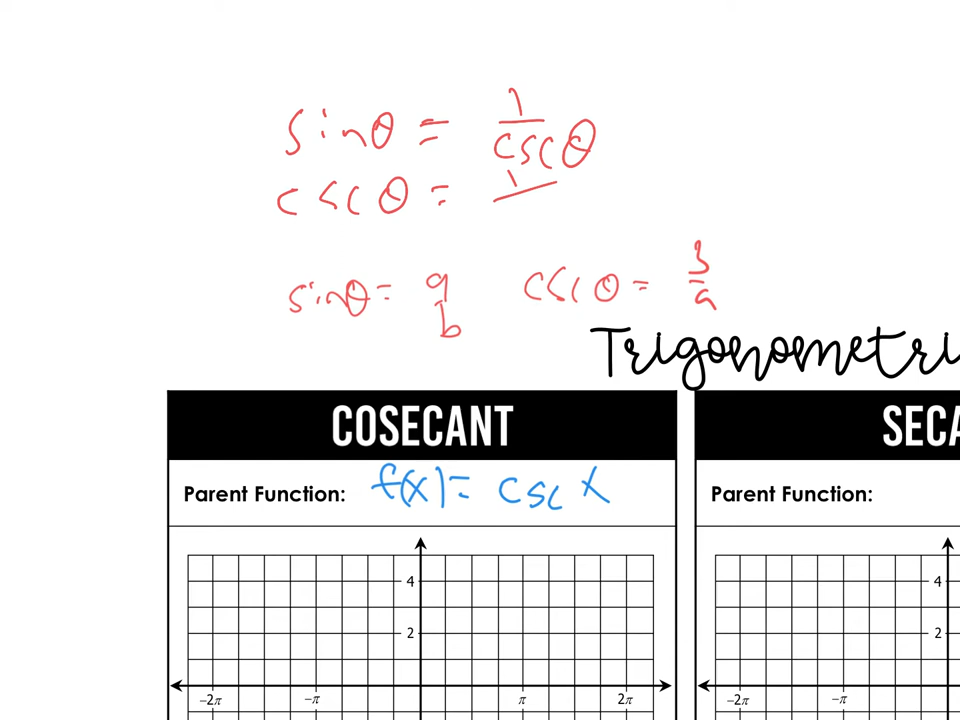 sinθ = 1/cscθ
cscθ = 1/
sinθ = a/b cscθ = b/a
Trigonometri
COSECANT SECA
Parent Function: f(x) = csc x Parent Function:
4 4
2 2
-2π -π π 2π -2π -π